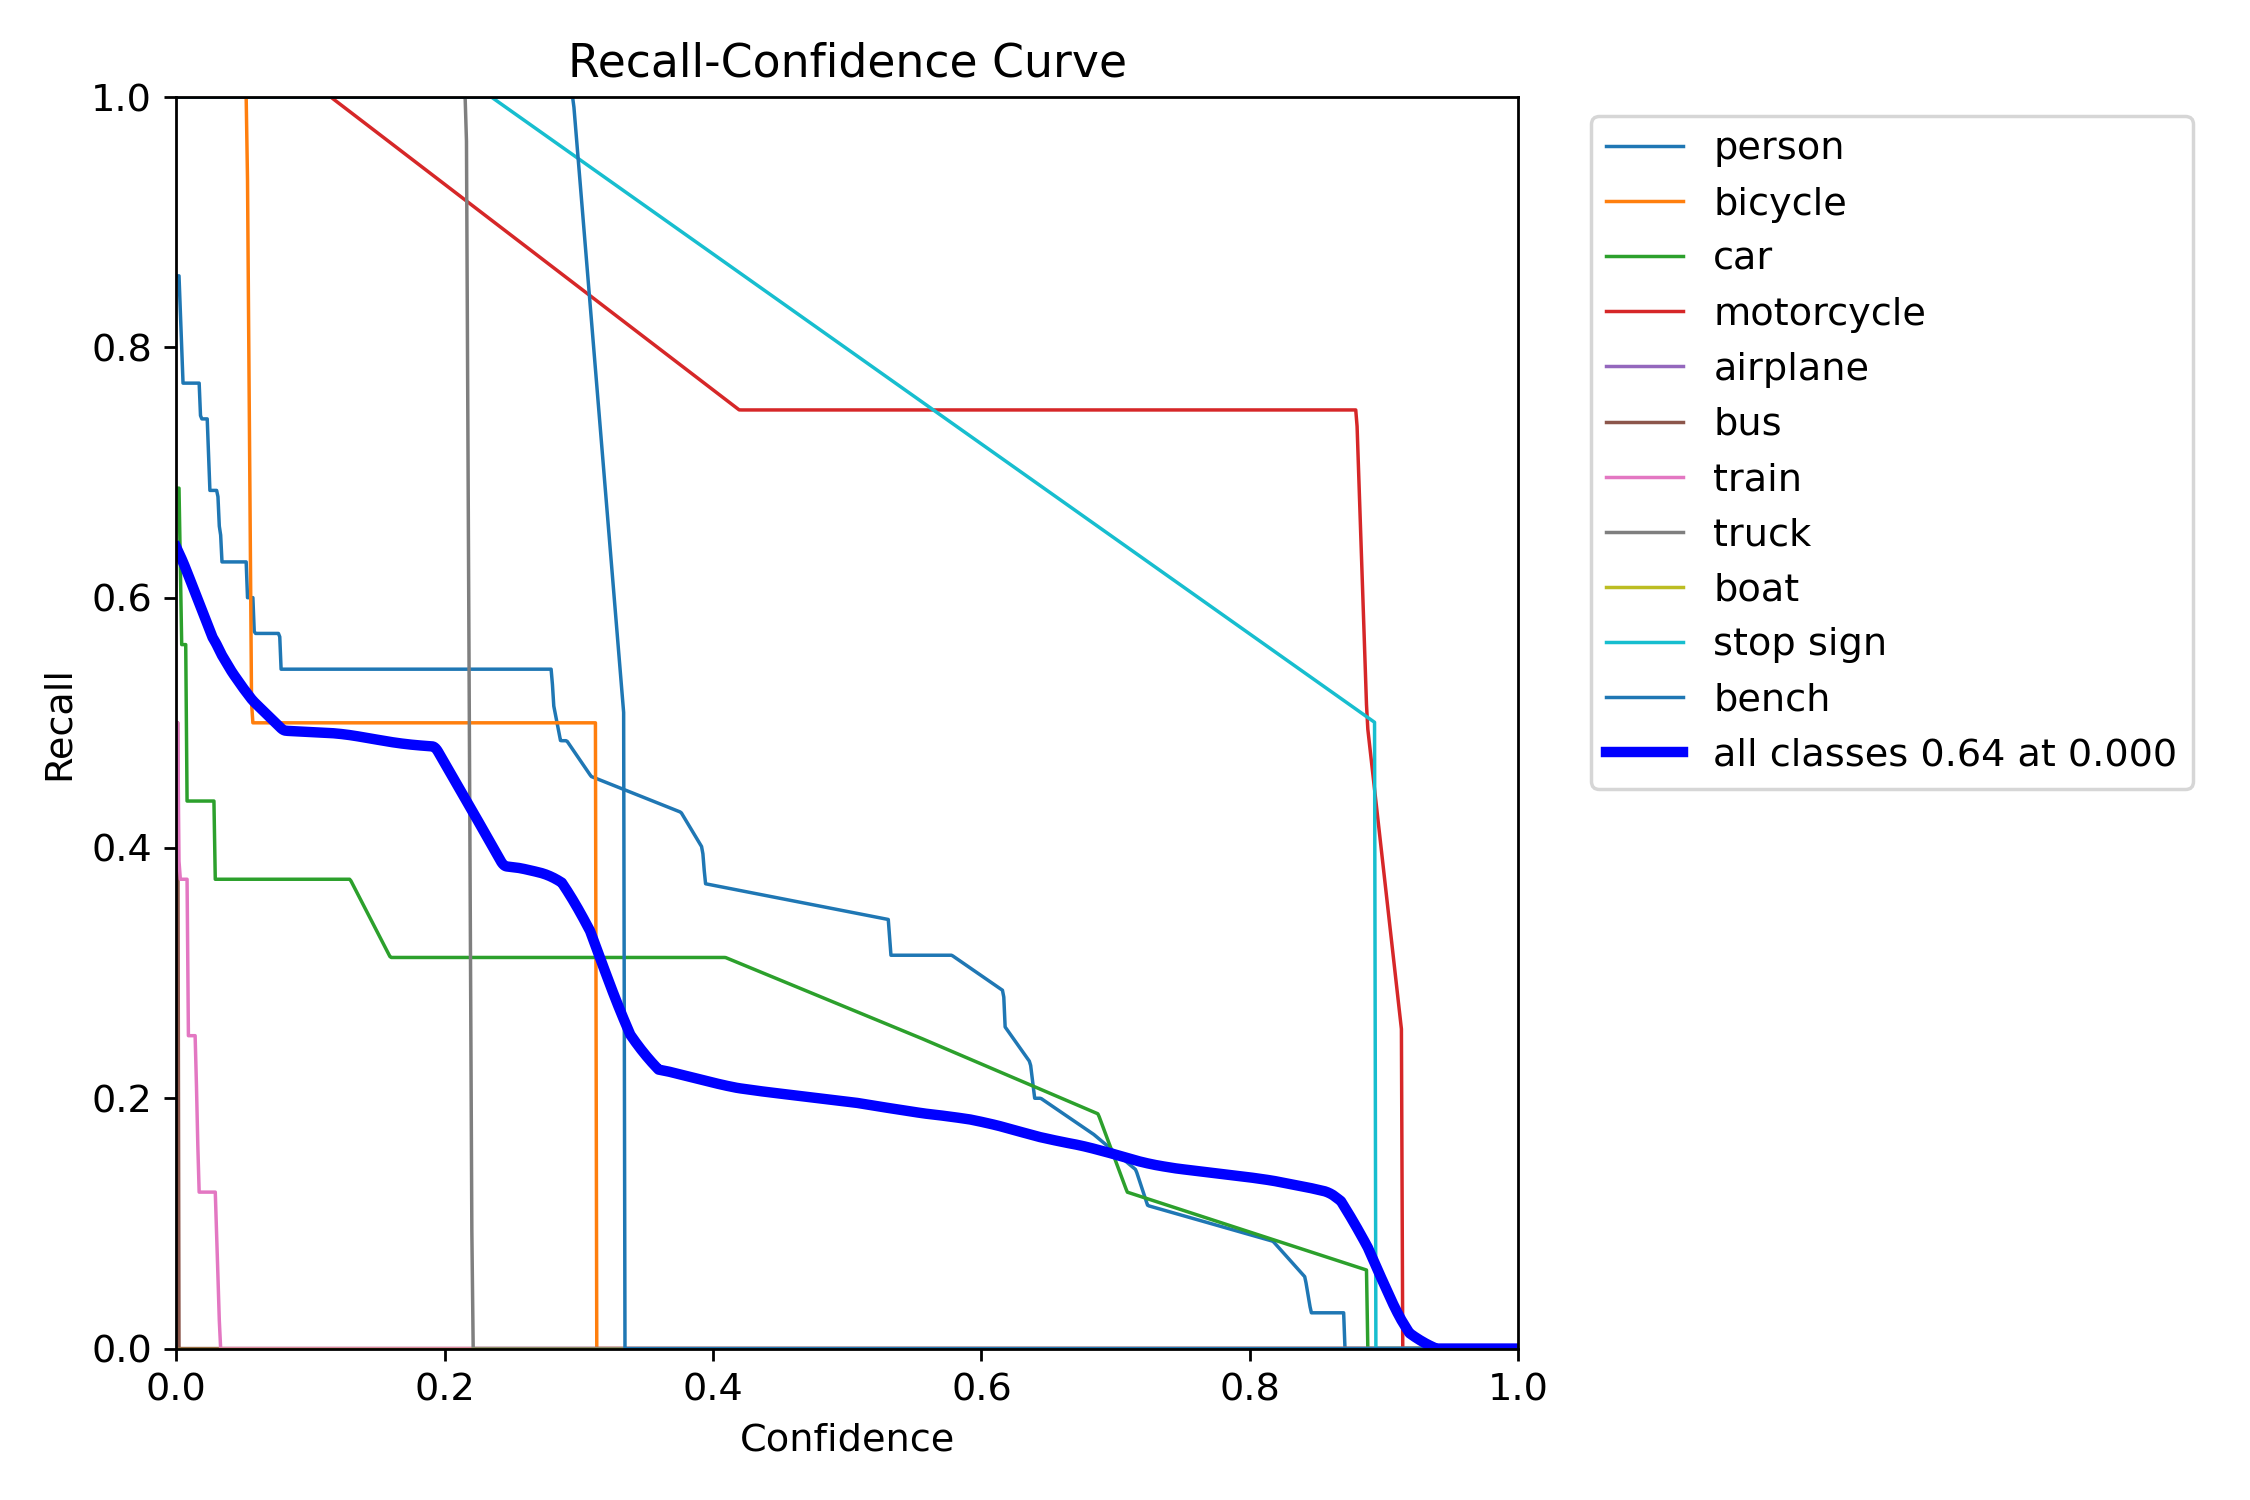 Recall-Confidence Curve
1.0
0.8
0.6
0.4
0.2
0.0
Recall
0.0 0.2 0.4 0.6 0.8 1.0
Confidence
person
bicycle
car
motorcycle
airplane
bus
train
truck
boat
stop sign
bench
all classes 0.64 at 0.000